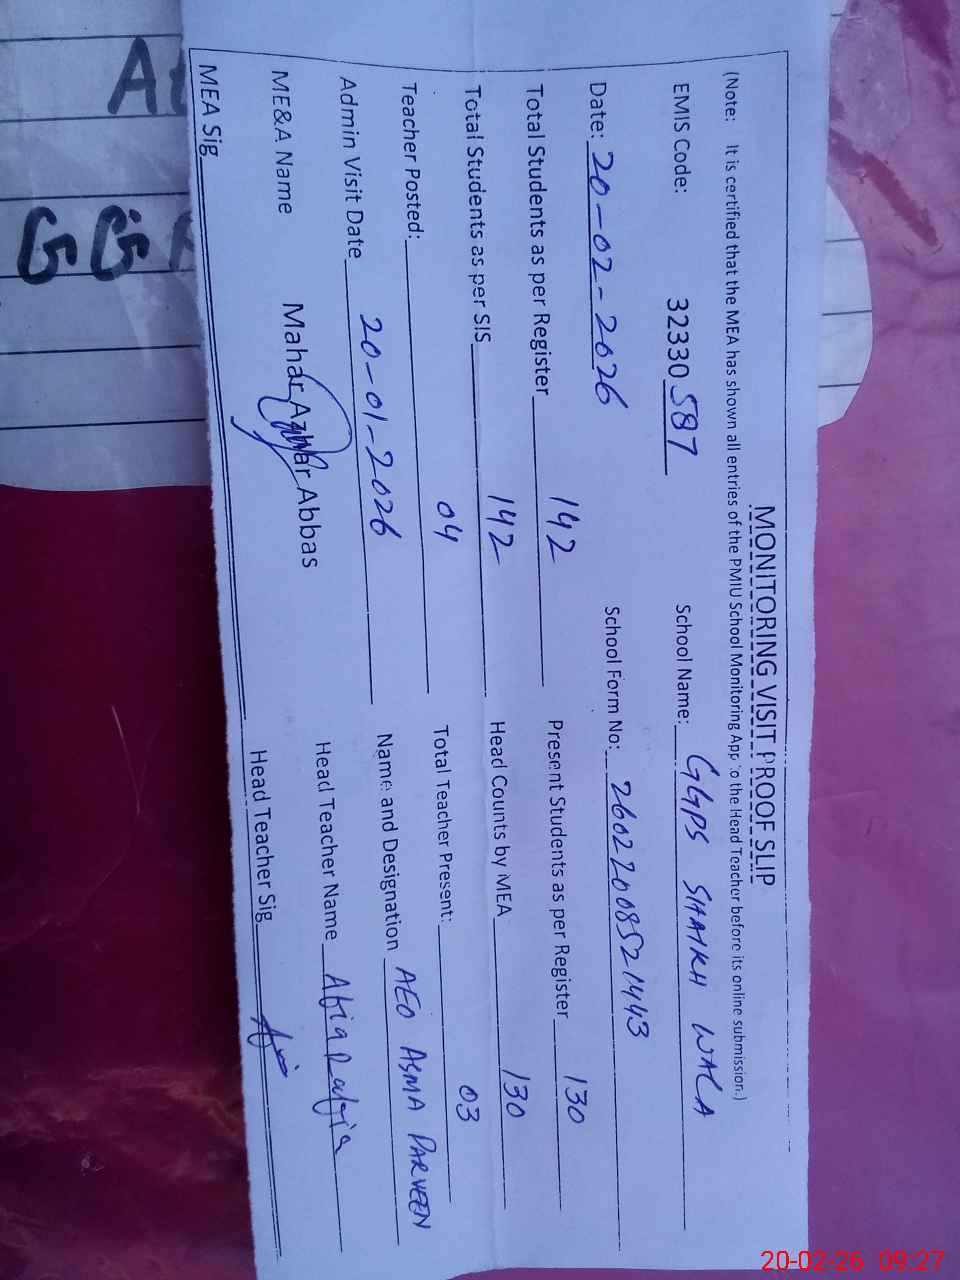 MONITORING VISIT PROOF SLIP
(Note: It is certified that the MEA has shown all entries of the PMIU School Monitoring App to the Head Teacher before its online submission.)
EMIS Code: 32330587 School Name: GGPS SHAIKH WALA
Date: 20-02-2026 School Form No: 26022008521443
Total Students as per Register 142 Present Students as per Register 130
Total Students as per SIS 142 Head Counts by MEA 130
Teacher Posted: 04 Total Teacher Present: 03
Admin Visit Date 20-01-2026 Name and Designation AEO ASMA PARVEEN
ME&A Name Mahar Azhar Abbas Head Teacher Name Afia
MEA Sig Head Teacher Sig
GG
20-02-26 09:27